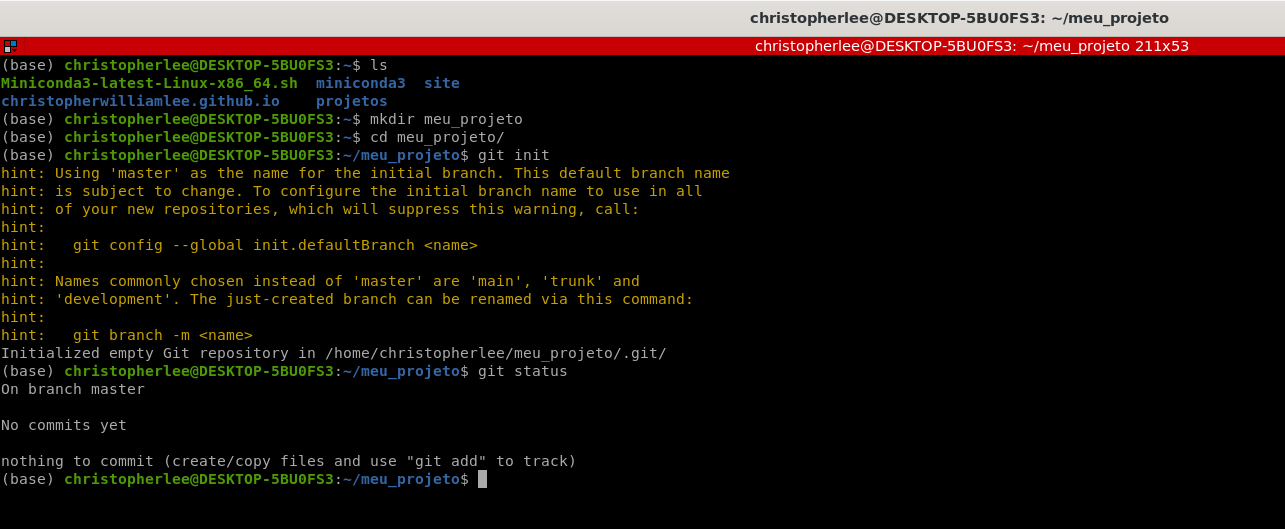 christopherlee@DESKTOP-5BU0FS3: ~/meu_projeto
christopherlee@DESKTOP-5BU0FS3: ~/meu_projeto 211x53
(base) christopherlee@DESKTOP-5BU0FS3:~$ ls
Miniconda3-latest-Linux-x86_64.sh  miniconda3  site
christopherwilliamlee.github.io    projetos
(base) christopherlee@DESKTOP-5BU0FS3:~$ mkdir meu_projeto
(base) christopherlee@DESKTOP-5BU0FS3:~$ cd meu_projeto/
(base) christopherlee@DESKTOP-5BU0FS3:~/meu_projeto$ git init
hint: Using 'master' as the name for the initial branch. This default branch name
hint: is subject to change. To configure the initial branch name to use in all
hint: of your new repositories, which will suppress this warning, call:
hint:
hint:   git config --global init.defaultBranch <name>
hint:
hint: Names commonly chosen instead of 'master' are 'main', 'trunk' and
hint: 'development'. The just-created branch can be renamed via this command:
hint:
hint:   git branch -m <name>
Initialized empty Git repository in /home/christopherlee/meu_projeto/.git/
(base) christopherlee@DESKTOP-5BU0FS3:~/meu_projeto$ git status
On branch master
No commits yet
nothing to commit (create/copy files and use "git add" to track)
(base) christopherlee@DESKTOP-5BU0FS3:~/meu_projeto$